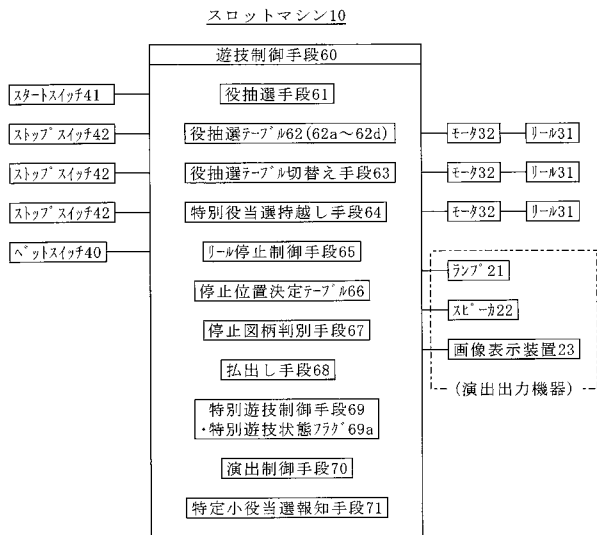 スロットマシン10
遊技制御手段60
スタートスイッチ41
ストップスイッチ42
ストップスイッチ42
ストップスイッチ42
ベットスイッチ40
役抽選手段61
役抽選テーブル62(62a～62d)
役抽選テーブル切替え手段63
特別役当選持越し手段64
リール停止制御手段65
停止位置決定テーブル66
停止図柄判別手段67
払出し手段68
特別遊技制御手段69
・特別遊技状態フラグ69a
演出制御手段70
特定小役当選報知手段71
モータ32
リール31
モータ32
リール31
モータ32
リール31
ランプ21
スピーカ22
画像表示装置23
(演出出力機器)